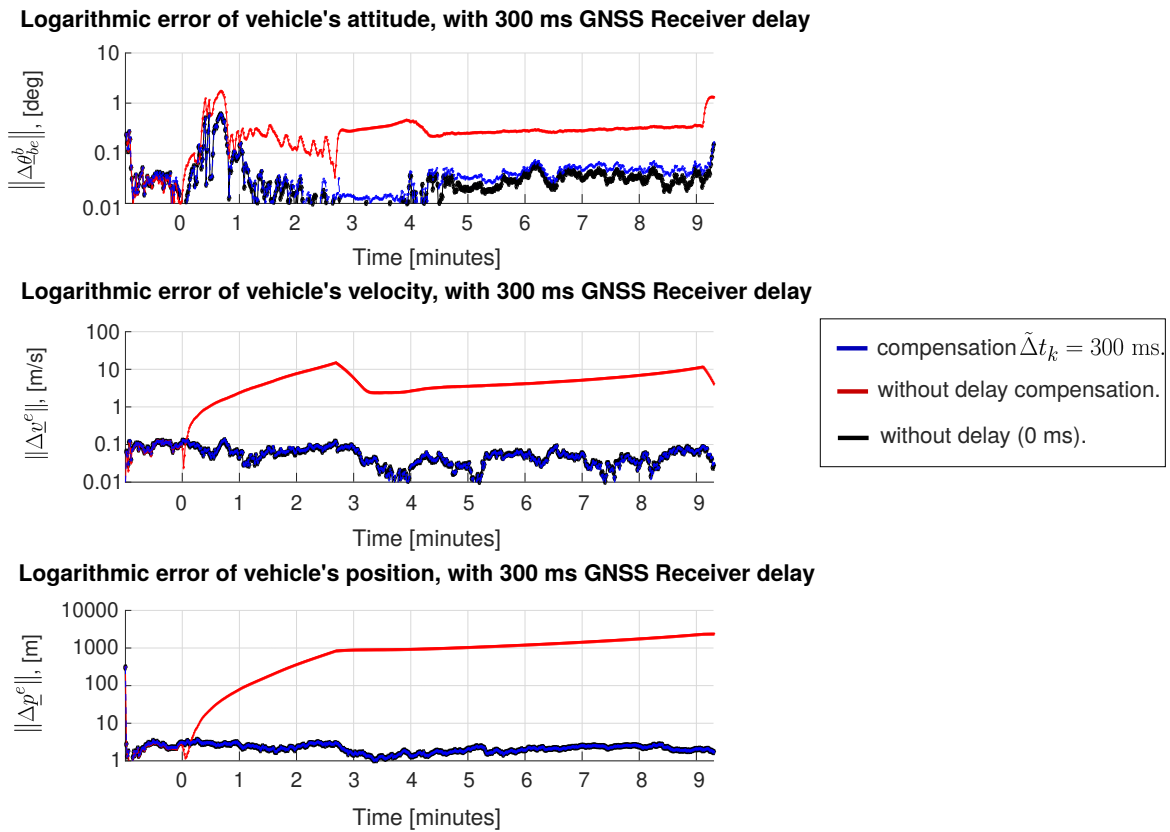 Logarithmic error of vehicle's attitude, with 300 ms GNSS Receiver delay
||Δθ^b_be||, [deg]
10
1
0.1
0.01
0 1 2 3 4 5 6 7 8 9
Time [minutes]
Logarithmic error of vehicle's velocity, with 300 ms GNSS Receiver delay
||Δv^e||, [m/s]
100
10
1
0.1
0.01
0 1 2 3 4 5 6 7 8 9
Time [minutes]
compensation Δ̃t_k = 300 ms.
without delay compensation.
without delay (0 ms).
Logarithmic error of vehicle's position, with 300 ms GNSS Receiver delay
||Δp^e||, [m]
10000
1000
100
10
1
0 1 2 3 4 5 6 7 8 9
Time [minutes]